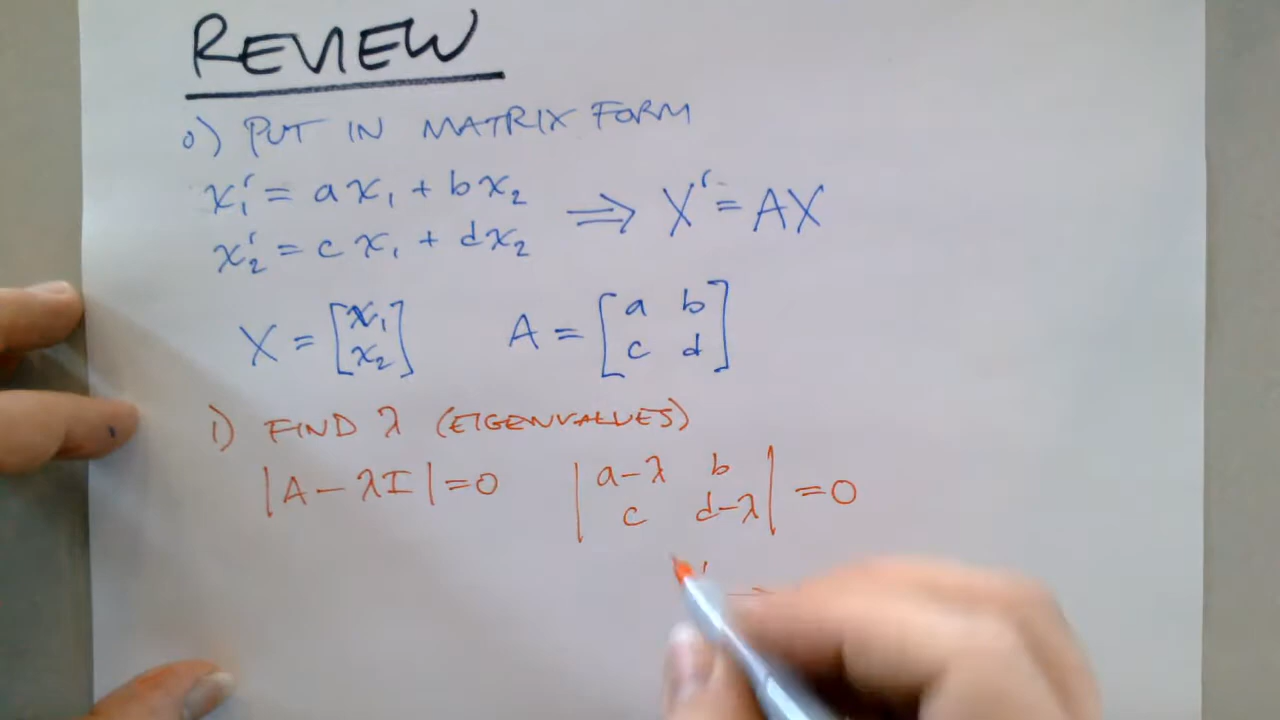 REVIEW
0) PUT IN MATRIX FORM
x₁' = ax₁ + bx₂ ⟹ X' = AX
x₂' = cx₁ + dx₂
X = [x₁ x₂] A = [a b c d]
1) FIND λ (EIGENVALUES)
|A - λI| = 0 |a-λ b c d-λ| = 0